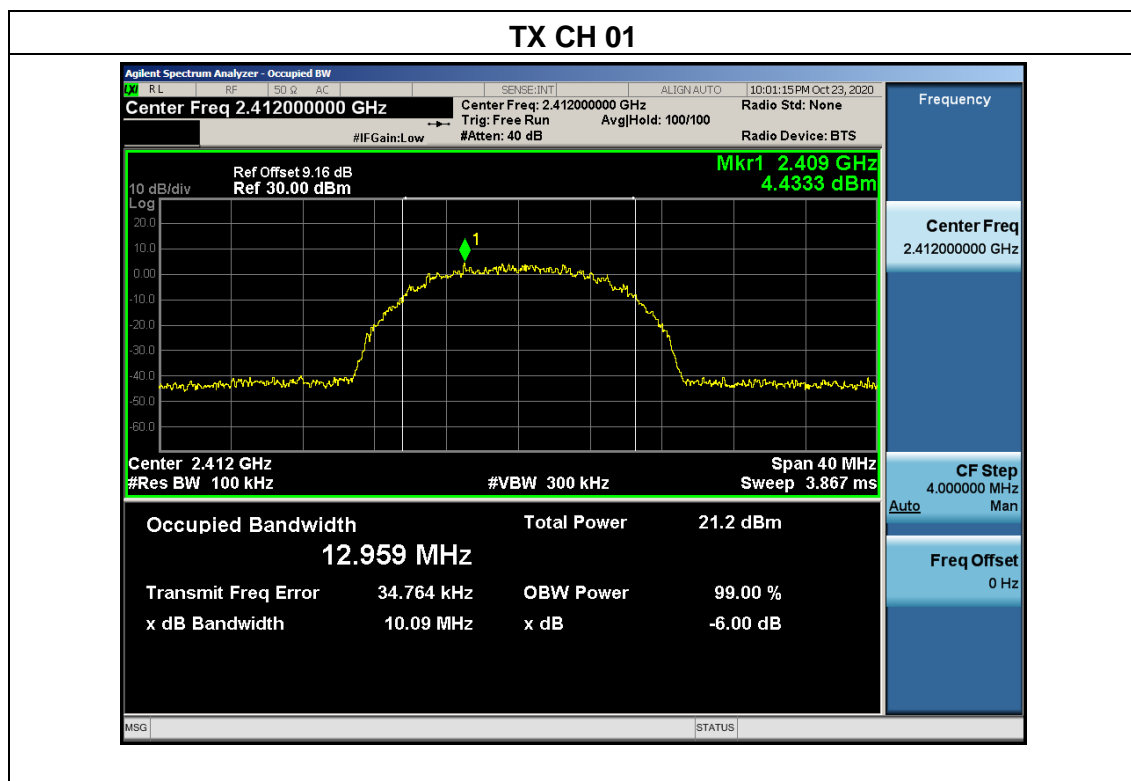 TX CH 01
Agilent Spectrum Analyzer - Occupied BW
LXI RL RF 50 Ω AC SENSE:INT ALIGN AUTO 10:01:15 PM Oct 23, 2020
Center Freq 2.412000000 GHz
Center Freq: 2.412000000 GHz Radio Std: None
Trig: Free Run Avg|Hold: 100/100
#IFGain:Low #Atten: 40 dB Radio Device: BTS
Frequency
Mkr1 2.409 GHz
4.4333 dBm
Ref Offset 9.16 dB
10 dB/div Ref 30.00 dBm
Log
20.0
10.0
0.00
-10.0
-20.0
-30.0
-40.0
-50.0
-60.0
1
Center 2.412 GHz Span 40 MHz
#Res BW 100 kHz #VBW 300 kHz Sweep 3.867 ms
Occupied Bandwidth Total Power 21.2 dBm
12.959 MHz
Transmit Freq Error 34.764 kHz OBW Power 99.00 %
x dB Bandwidth 10.09 MHz x dB -6.00 dB
Center Freq
2.412000000 GHz
CF Step
4.000000 MHz
Auto Man
Freq Offset
0 Hz
MSG STATUS